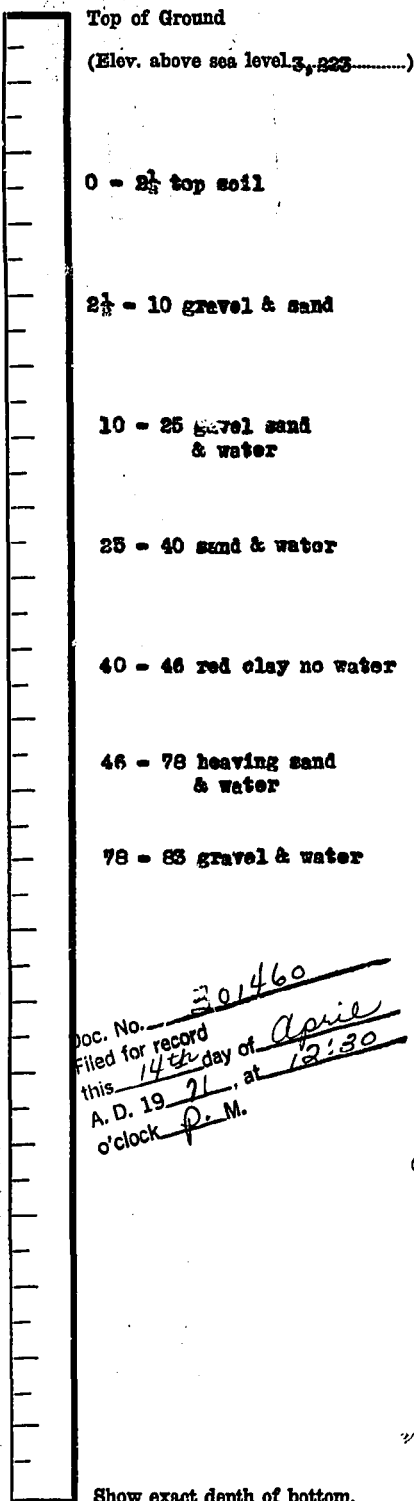 Top of Ground
(Elev. above sea level 3,223)
0 - 2½ top soil
2½ - 10 gravel & sand
10 - 25 gavel sand
& water
25 - 40 sand & water
40 - 46 red clay no water
46 - 78 heaving sand
& water
78 - 83 gravel & water
Doc. No. 301460
Filed for record
this 14th day of April
A. D. 19 71, at 12:30
o'clock P. M.
Show exact depth of bottom.